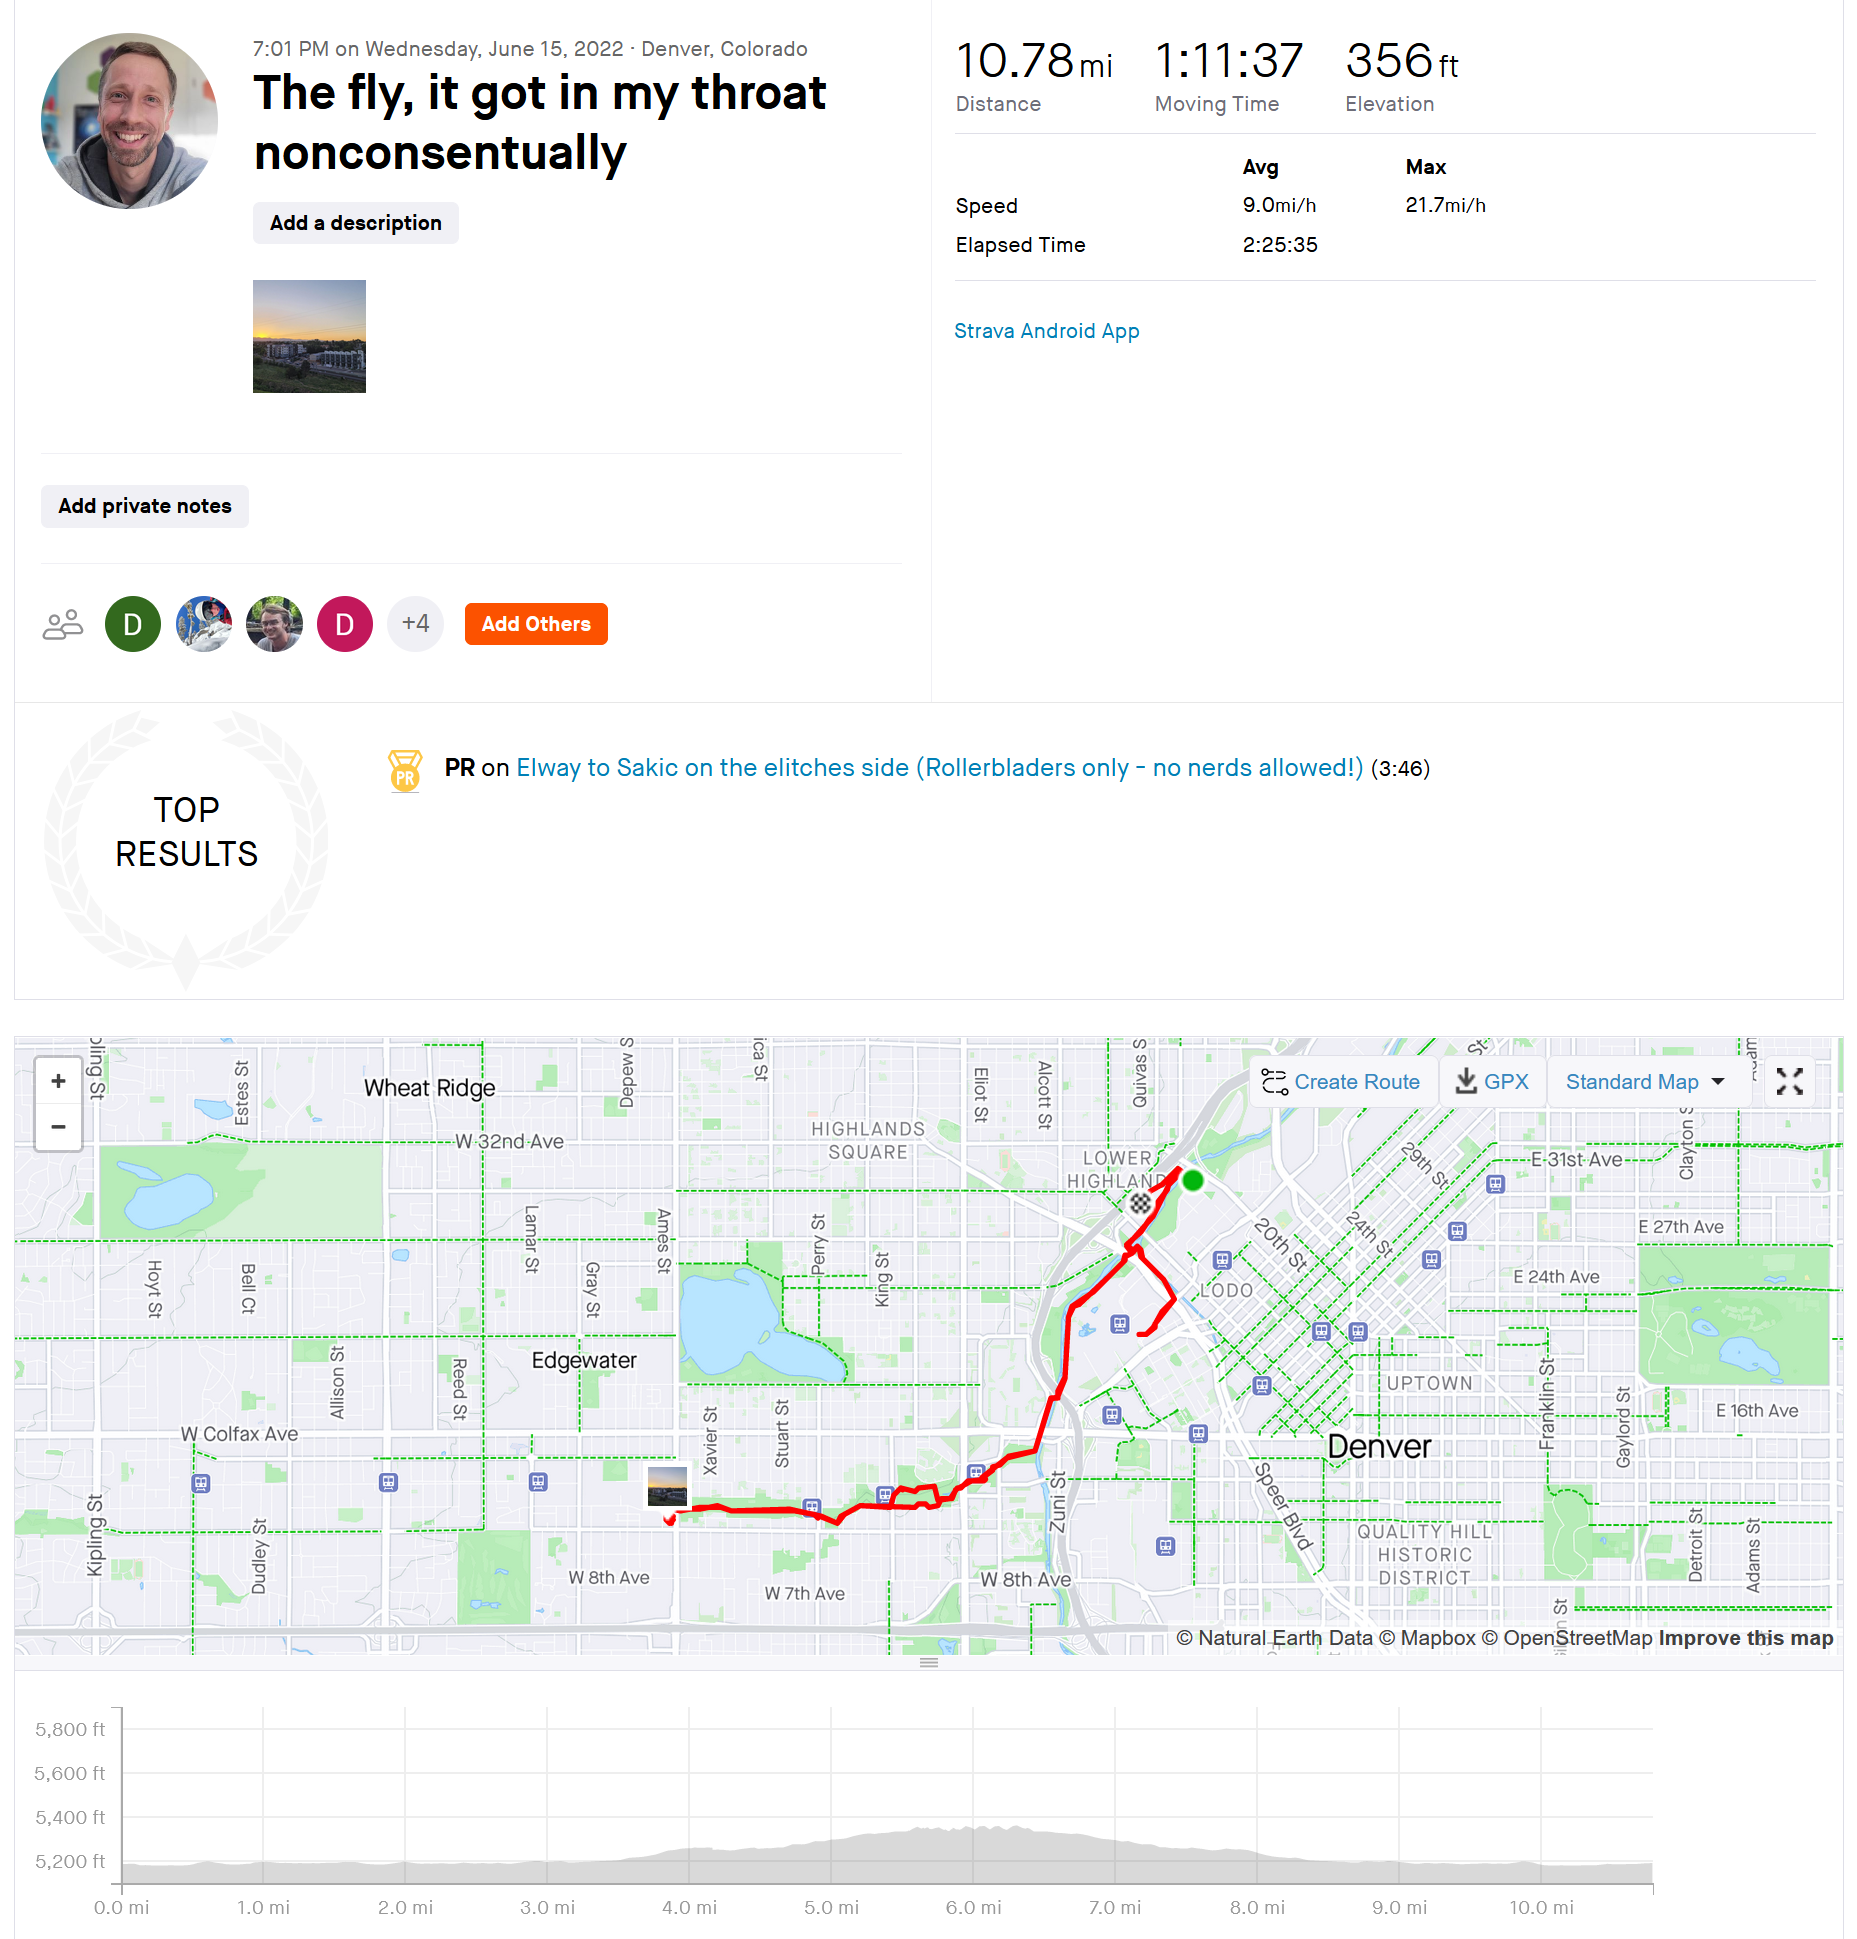 7:01 PM on Wednesday, June 15, 2022 · Denver, Colorado
The fly, it got in my throat
nonconsentually
Add a description
Add private notes
D
D
+4
Add Others
10.78 mi
1:11:37
356 ft
Distance
Moving Time
Elevation
Avg
Max
Speed
9.0mi/h
21.7mi/h
Elapsed Time
2:25:35
Strava Android App
TOP
RESULTS
PR
PR on Elway to Sakic on the elitches side (Rollerbladers only - no nerds allowed!) (3:46)
+
−
Create Route
GPX
Standard Map
Estes St
Wheat Ridge
Depew S
ica St
Eliot St
Alcott St
Quivas S
St
Clayton S
W 32nd Ave
HIGHLANDS
SQUARE
LOWER
HIGHLAND
29th St
E 31st Ave
Hoyt St
Bell Ct
Lamar St
Gray St
Ames St
Perry St
King St
20th St
24th St
E 27th Ave
E 24th Ave
LODO
Allison St
Reed St
Edgewater
UPTOWN
Franklin St
Gaylord St
E 16th Ave
W Colfax Ave
Xavier St
Stuart St
Denver
Kipling St
Dudley St
Zuni St
Speer Blvd
QUALITY HILL
HISTORIC
DISTRICT
Detroit St
Adams St
W 8th Ave
W 7th Ave
W 8th Ave
© Natural Earth Data © Mapbox © OpenStreetMap Improve this map
5,800 ft
5,600 ft
5,400 ft
5,200 ft
0.0 mi
1.0 mi
2.0 mi
3.0 mi
4.0 mi
5.0 mi
6.0 mi
7.0 mi
8.0 mi
9.0 mi
10.0 mi